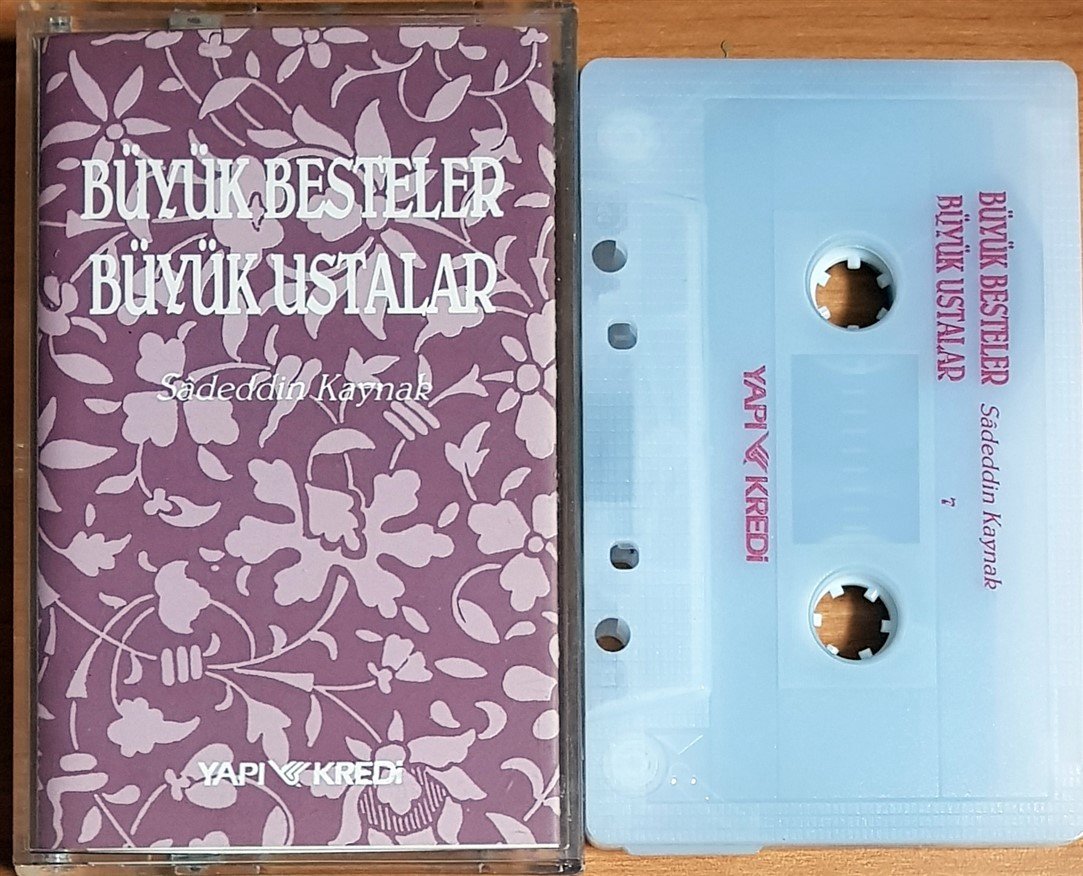 BÜYÜK BESTELER
BÜYÜK USTALAR
Sâdeddin Kaynak
YAPI KREDİ
BÜYÜK BESTELER Sâdeddin Kaynak
BÜYÜK USTALAR
YAPI KREDİ